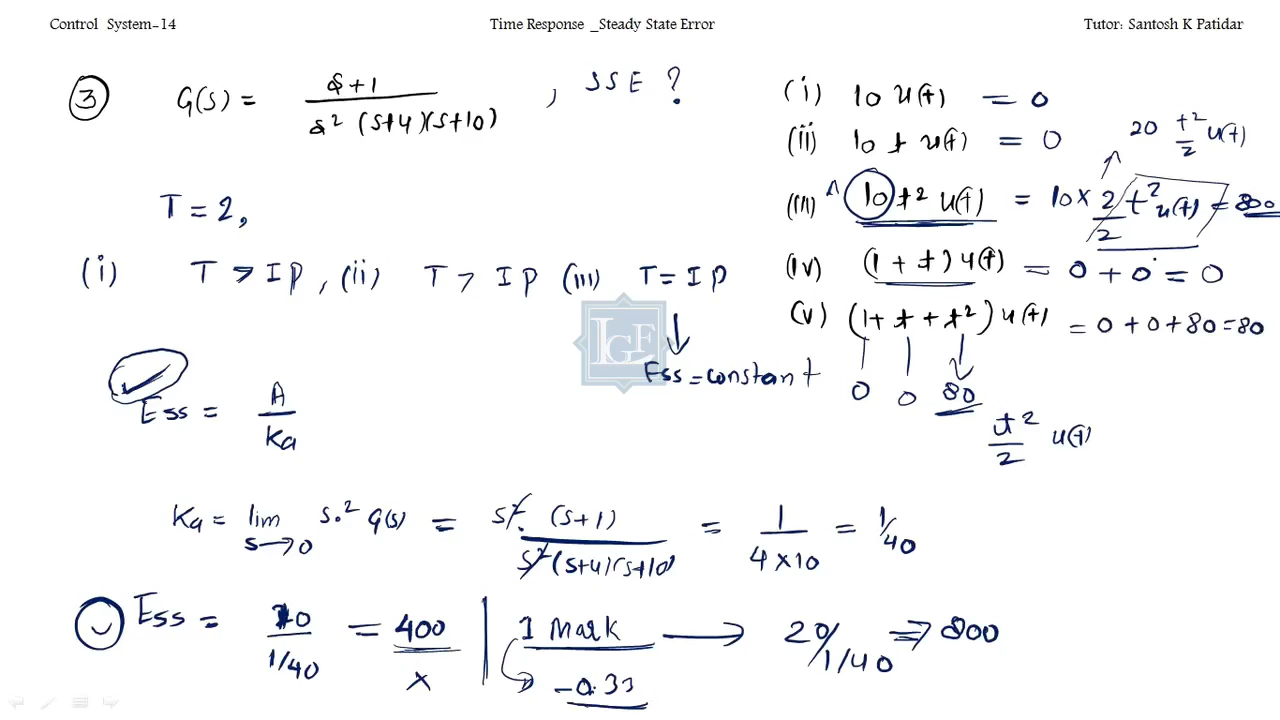 Control System-14 Time Response _Steady State Error Tutor: Santosh K Patidar
③ G(s) = s+1 / s² (s+4)(s+10) , SSE ?
(i) 10 u(t) = 0
(ii) 10 t u(t) = 0
20 t²/2 u(t)
(iii) 10 t² u(t) = 10 × 2/2 t² u(t) = 800
(iv) (1 + t) u(t) = 0 + 0 = 0
(v) (1 + t + t²) u(t) = 0 + 0 + 80 = 80
0 0 80
t²/2 u(t)
T = 2,
(i) T > IP , (ii) T > IP (iii) T = IP
IGF
Ess = constant
Ess = A / Ka
Ka = lim s→0 s.² G(s) = s². (s+1) / s² (s+4)(s+10) = 1 / 4×10 = 1/40
Ess = 10 / 1/40 = 400 | 1 Mark → 20/1/40 ⇒ 800
x
-0.33